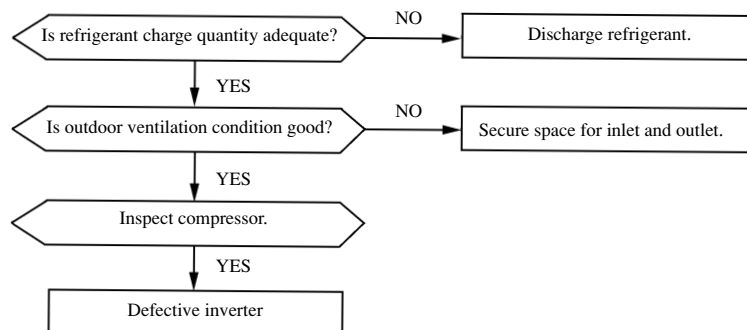 Is refrigerant charge quantity adequate?
NO
Discharge refrigerant.
YES
Is outdoor ventilation condition good?
NO
Secure space for inlet and outlet.
YES
Inspect compressor.
YES
Defective inverter